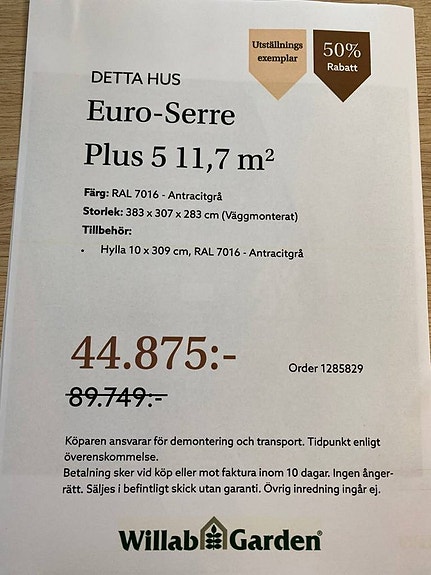 Utställnings
exemplar
50%
Rabatt
DETTA HUS
Euro-Serre
Plus 5 11,7 m²
Färg: RAL 7016 - Antracitgrå
Storlek: 383 x 307 x 283 cm (Väggmonterat)
Tillbehör:
• Hylla 10 x 309 cm, RAL 7016 - Antracitgrå
44.875:-
Order 1285829
89.749:-
Köparen ansvarar för demontering och transport. Tidpunkt enligt
överenskommelse.
Betalning sker vid köp eller mot faktura inom 10 dagar. Ingen ånger-
rätt. Säljes i befintligt skick utan garanti. Övrig inredning ingår ej.
Willab Garden®